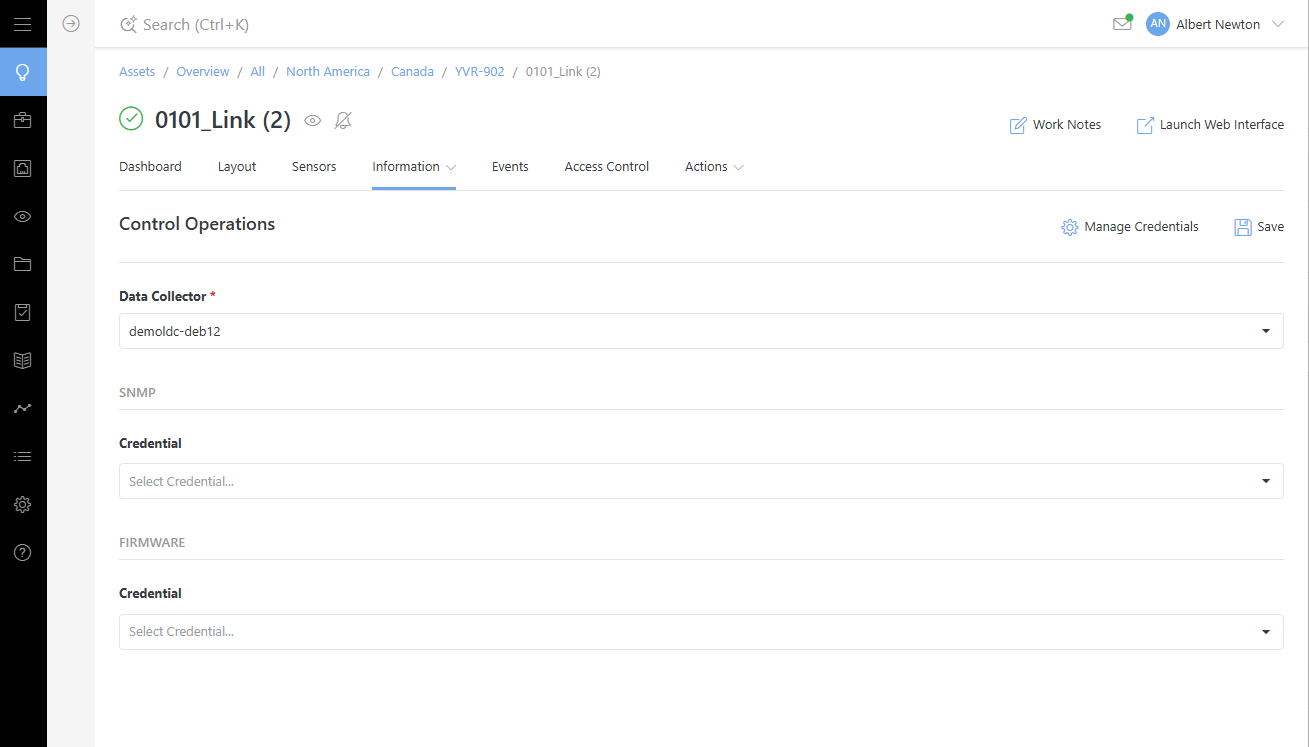 Search (Ctrl+K)
AN Albert Newton
Assets / Overview / All / North America / Canada / YVR-902 / 0101_Link (2)
0101_Link (2)
Work Notes Launch Web Interface
Dashboard Layout Sensors Information Events Access Control Actions
Control Operations
Manage Credentials Save
Data Collector *
demoldc-deb12
SNMP
Credential
Select Credential...
FIRMWARE
Credential
Select Credential...